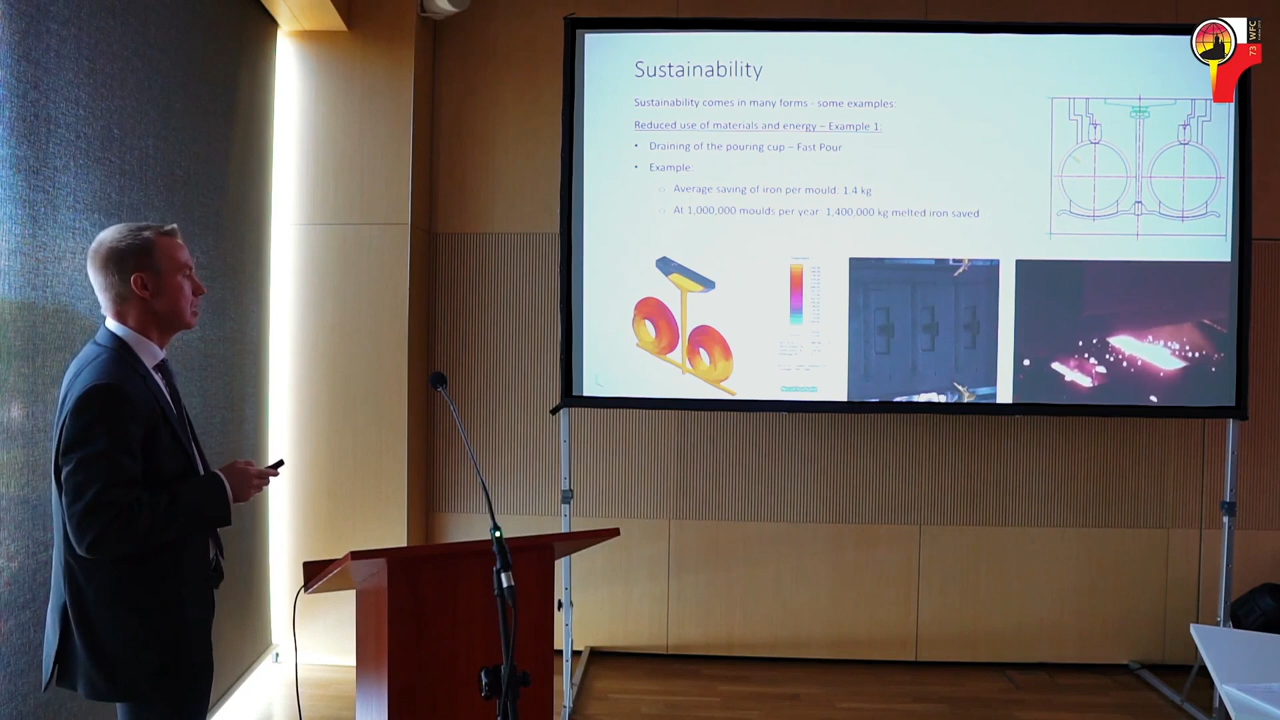 Sustainability
Sustainability comes in many forms - some examples:
Reduced use of materials and energy – Example 1:
• Draining of the pouring cup – Fast Pour
• Example:
○ Average saving of iron per mould: 1.4 kg
○ At 1,000,000 moulds per year: 1,400,000 kg melted iron saved
73 WFC